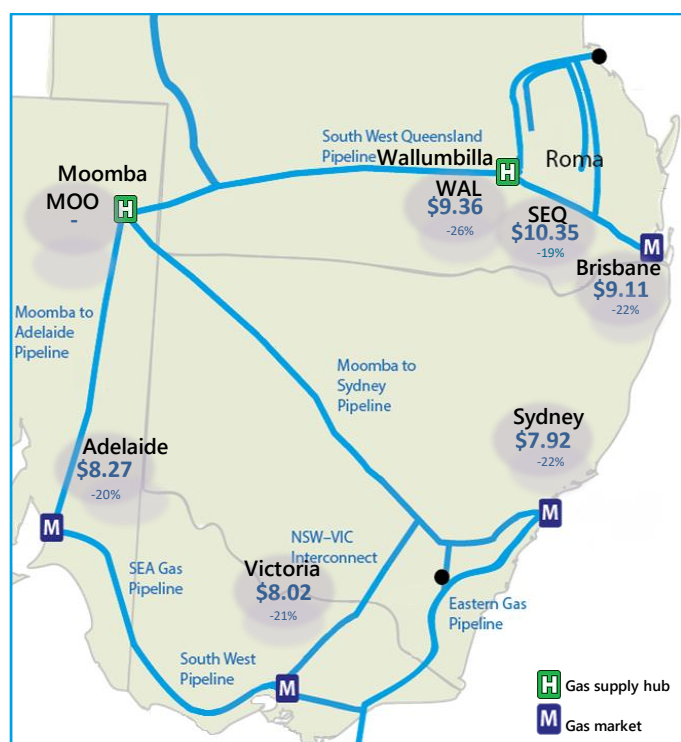 South West Queensland
Pipeline
Wallumbilla
H
Roma
WAL
$9.36
-26%
SEQ
$10.35
-19%
M
Brisbane
$9.11
-22%
Moomba
MOO
-
H
Moomba to
Adelaide
Pipeline
Moomba to
Sydney
Pipeline
Sydney
$7.92
-22%
M
Adelaide
$8.27
-20%
M
SEA Gas
Pipeline
NSW–VIC
Interconnect
Victoria
$8.02
-21%
Eastern Gas
Pipeline
South West
Pipeline
M
H Gas supply hub
M Gas market